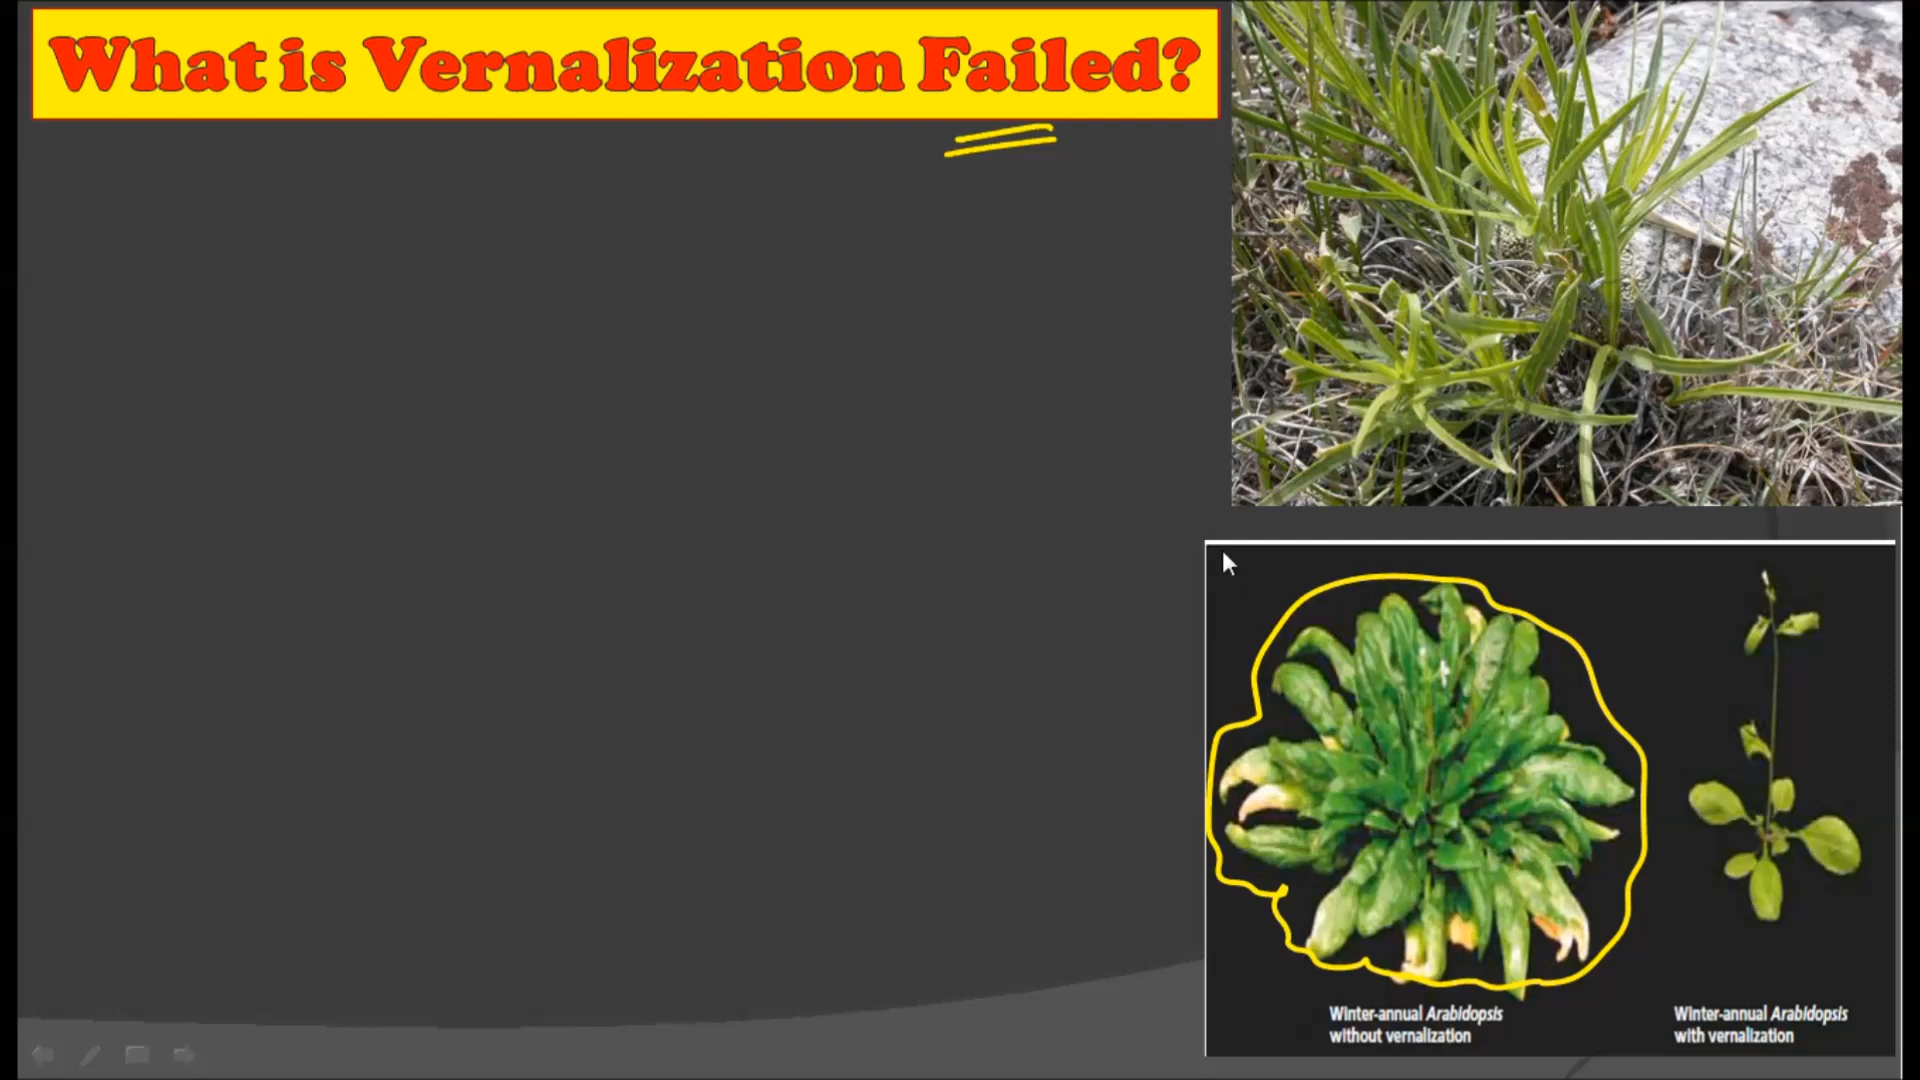 What is Vernalization Failed?
Winter-annual Arabidopsis
without vernalization
Winter-annual Arabidopsis
with vernalization